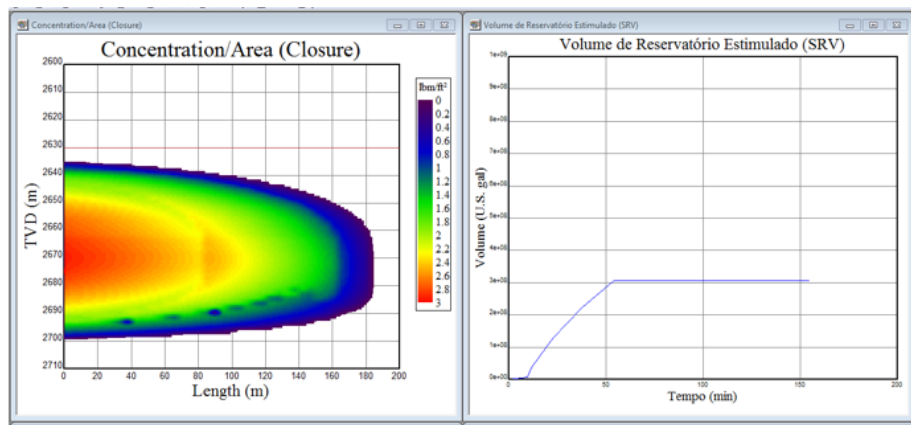 Concentration/Area (Closure)
Concentration/Area (Closure)
TVD (m)
2600
2610
2620
2630
2640
2650
2660
2670
2680
2690
2700
2710
0 20 40 60 80 100 120 140 160 180 200
Length (m)
lbm/ft²
0
0.2
0.4
0.6
0.8
1
1.2
1.4
1.6
1.8
2
2.2
2.4
2.6
2.8
3
Volume de Reservatório Estimulado (SRV)
Volume de Reservatório Estimulado (SRV)
Volume (U.S. gal)
1e+09
9e+08
8e+08
7e+08
6e+08
5e+08
4e+08
3e+08
2e+08
1e+08
0e+00
0 50 100 150 200
Tempo (min)